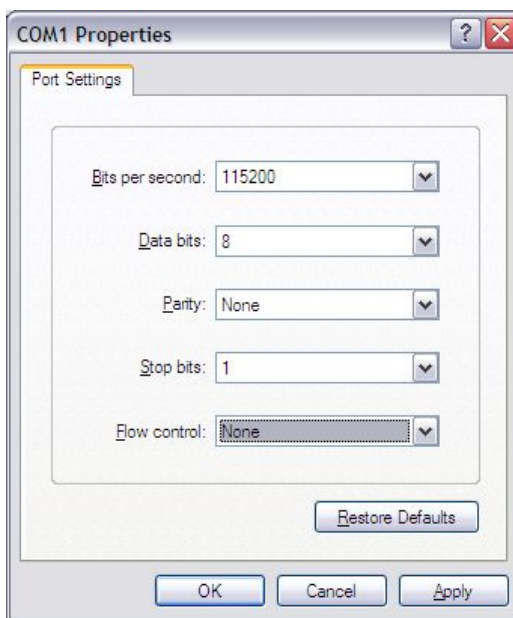 COM1 Properties
Port Settings
Bits per second: 115200
Data bits: 8
Parity: None
Stop bits: 1
Flow control: None
Restore Defaults
OK Cancel Apply